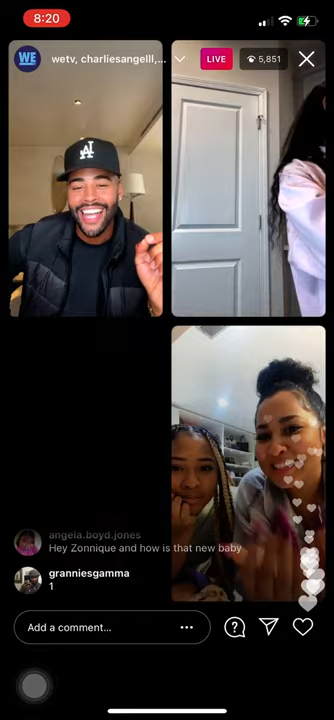 8:20
WE
wetv, charliesangelll,...
LIVE
5,851
LA
angela.boyd.jones
Hey Zonnique and how is that new baby
granniesgamma
1
Add a comment...